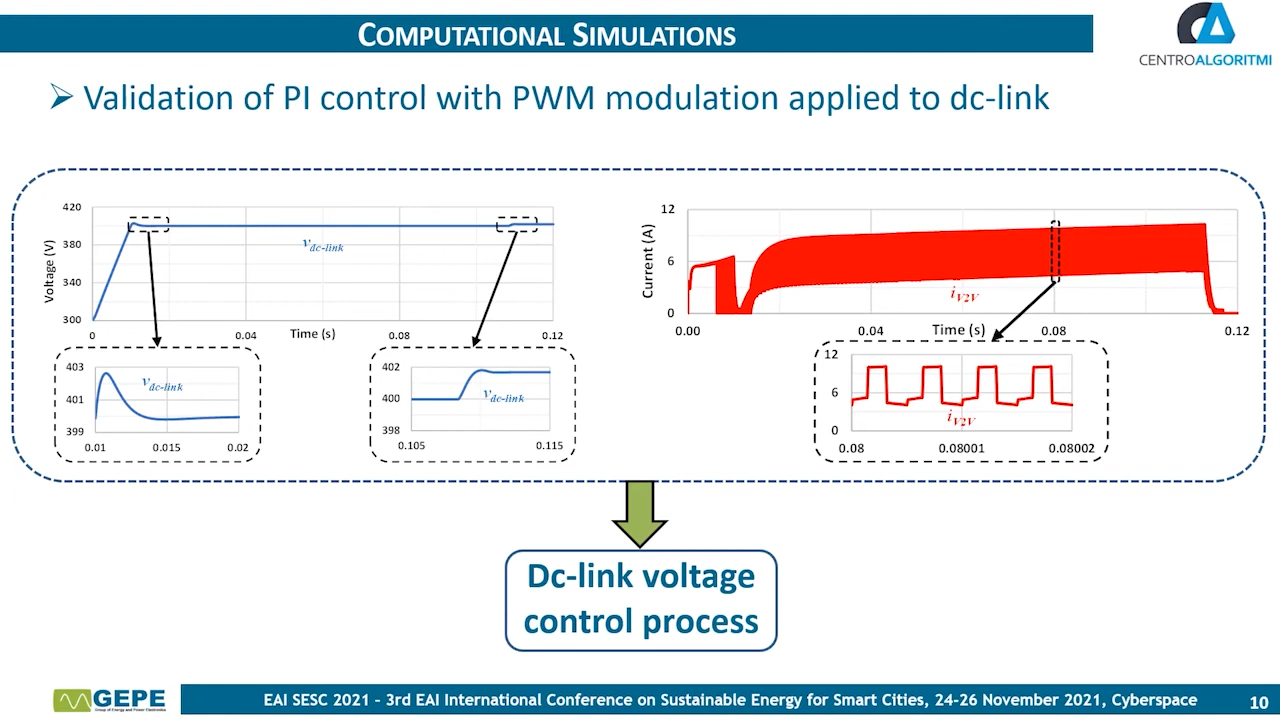 COMPUTATIONAL SIMULATIONS
CENTROALGORITMI
Validation of PI control with PWM modulation applied to dc-link
420
380
340
300
Voltage (V)
0
0.04
0.08
0.12
Time (s)
vdc-link
403
401
399
vdc-link
0.01
0.015
0.02
402
400
398
vdc-link
0.105
0.115
12
6
0
Current (A)
iV2V
0.00
0.04
0.08
0.12
Time (s)
12
6
0
iV2V
0.08
0.08001
0.08002
Dc-link voltage
control process
GEPE
Group of Energy and Power Electronics
EAI SESC 2021 – 3rd EAI International Conference on Sustainable Energy for Smart Cities, 24-26 November 2021, Cyberspace
10